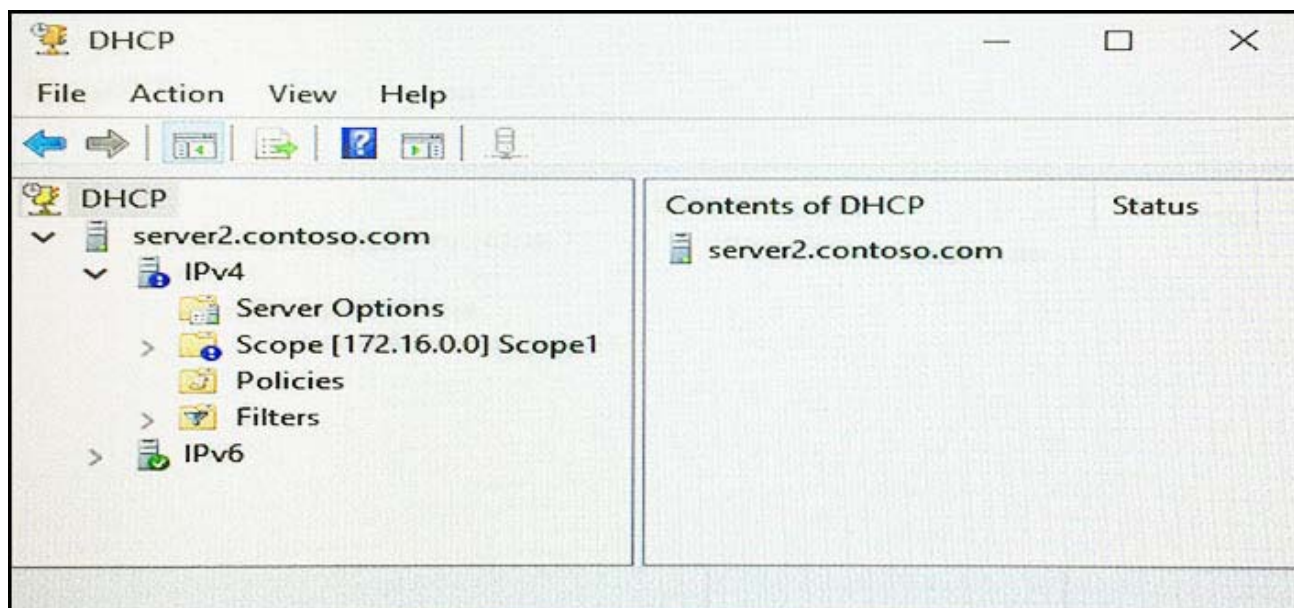 DHCP
File Action View Help
DHCP
server2.contoso.com
IPv4
Server Options
Scope [172.16.0.0] Scope1
Policies
Filters
IPv6
Contents of DHCP Status
server2.contoso.com